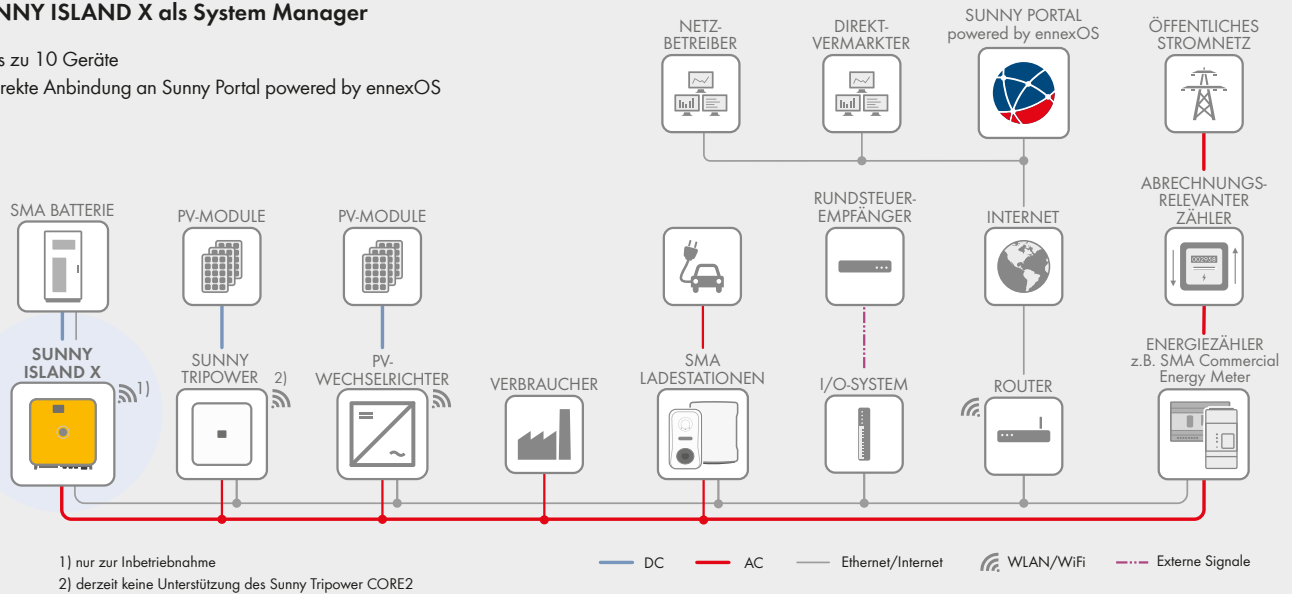 NNY ISLAND X als System Manager
s zu 10 Geräte
rekte Anbindung an Sunny Portal powered by ennexOS
NETZ-
BETREIBER
DIREKT-
VERMARKTER
SUNNY PORTAL
powered by ennexOS
ÖFFENTLICHES
STROMNETZ
SMA BATTERIE
PV-MODULE
PV-MODULE
RUNDSTEUER-
EMPFÄNGER
INTERNET
ABRECHNUNGS-
RELEVANTER
ZÄHLER
002958
SUNNY
ISLAND X
1)
SUNNY
TRIPOWER 2)
PV-
WECHSELRICHTER
VERBRAUCHER
SMA
LADESTATIONEN
I/O-SYSTEM
ROUTER
ENERGIEZÄHLER
z.B. SMA Commercial
Energy Meter
1) nur zur Inbetriebnahme
2) derzeit keine Unterstützung des Sunny Tripower CORE2
DC
AC
Ethernet/Internet
WLAN/WiFi
Externe Signale